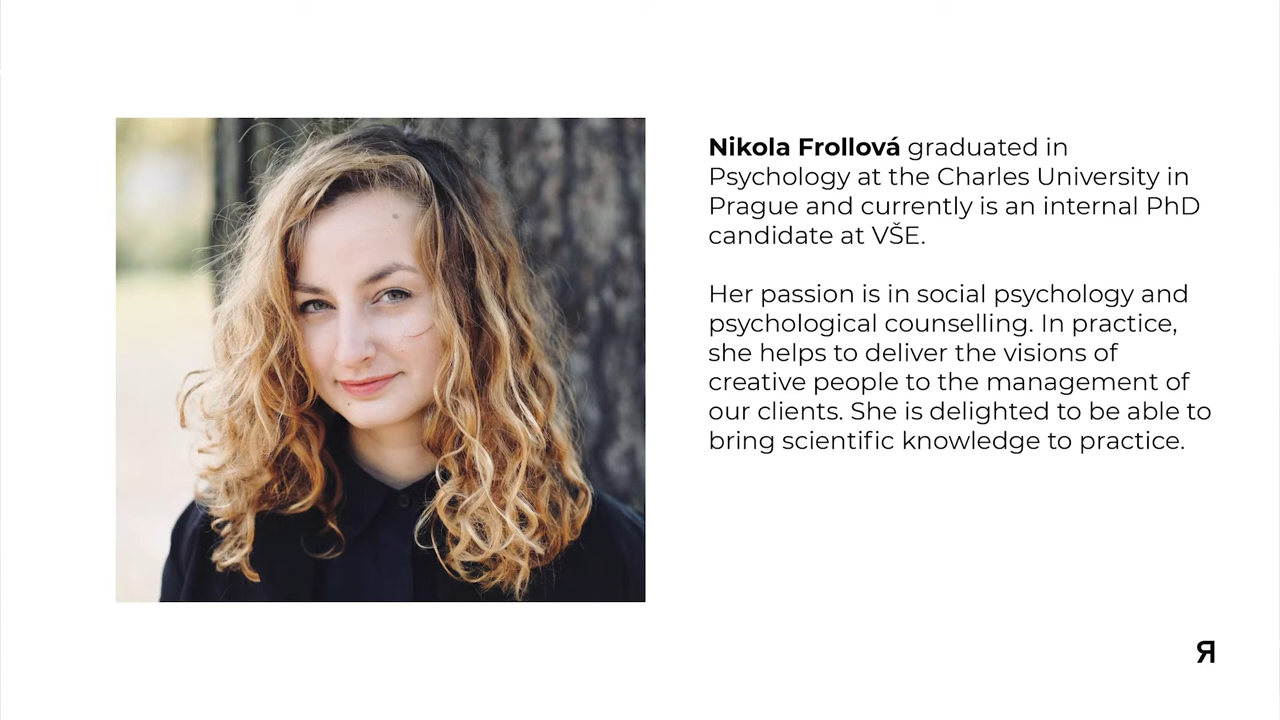 Nikola Frollová graduated in
Psychology at the Charles University in
Prague and currently is an internal PhD
candidate at VŠE.
Her passion is in social psychology and
psychological counselling. In practice,
she helps to deliver the visions of
creative people to the management of
our clients. She is delighted to be able to
bring scientific knowledge to practice.
Я